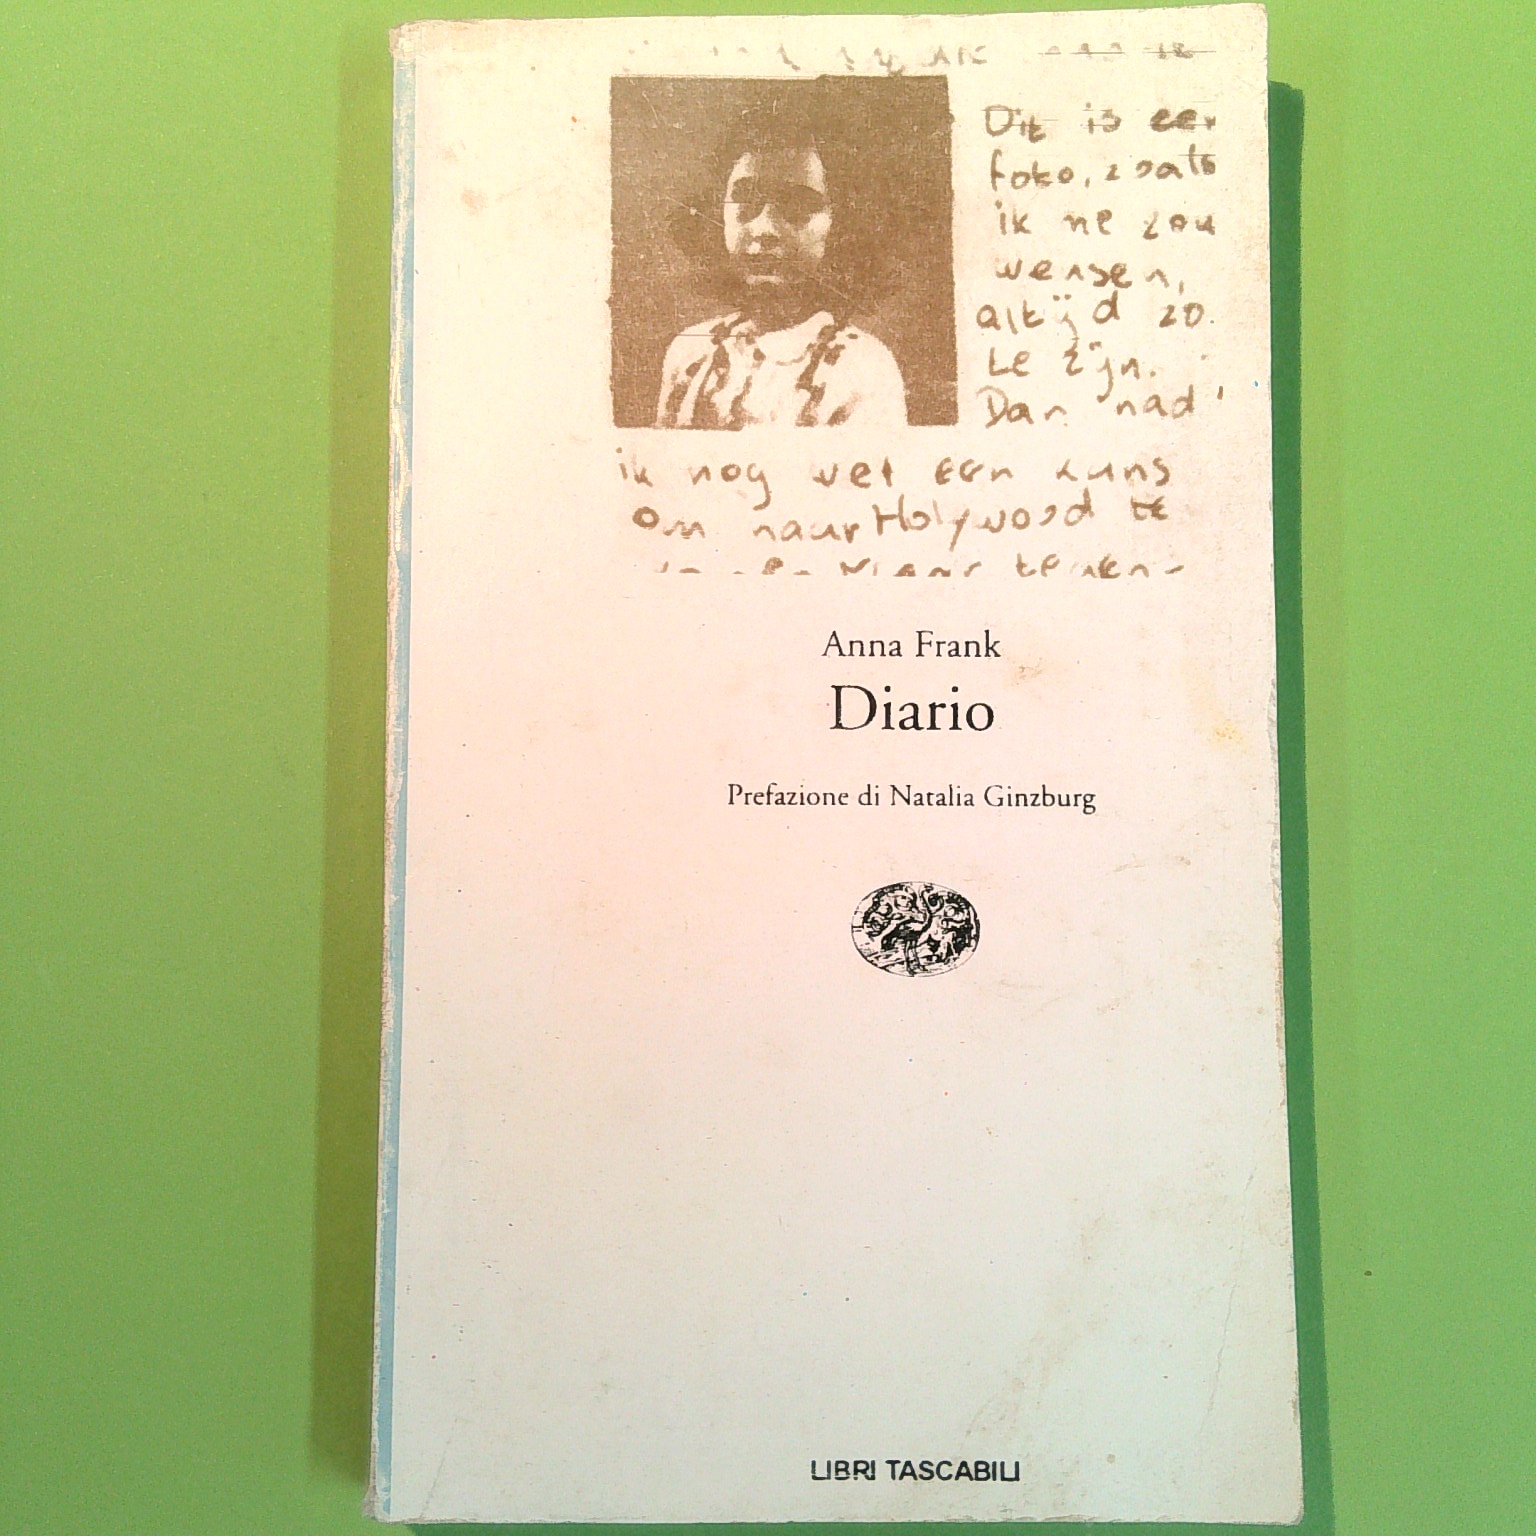 Dit is een
foto, zoals
ik me zou
wensen,
altijd zo
te zijn.
Dan had
ik nog wel een kans
om naar Holywood te
Anna Frank
Diario
Prefazione di Natalia Ginzburg
LIBRI TASCABILI